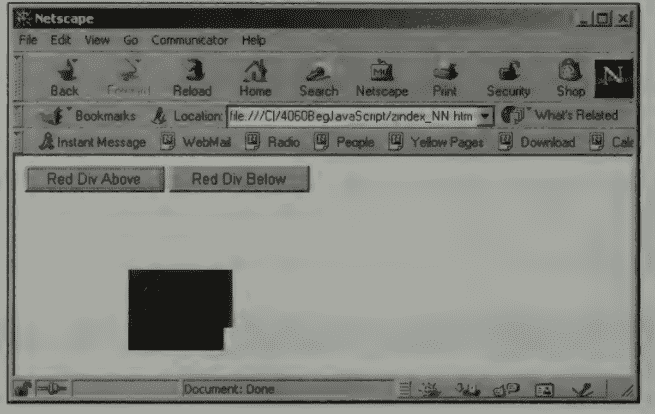 Netscape
File Edit View Go Communicator Help
Back Forward Reload Home Search Netscape Print Security Shop
Bookmarks Location: file:///C|/4060BegJavaScript/zindex_NN.htm What's Related
Instant Message WebMail Radio People Yellow Pages Download Cale
Red Div Above Red Div Below
Document: Done